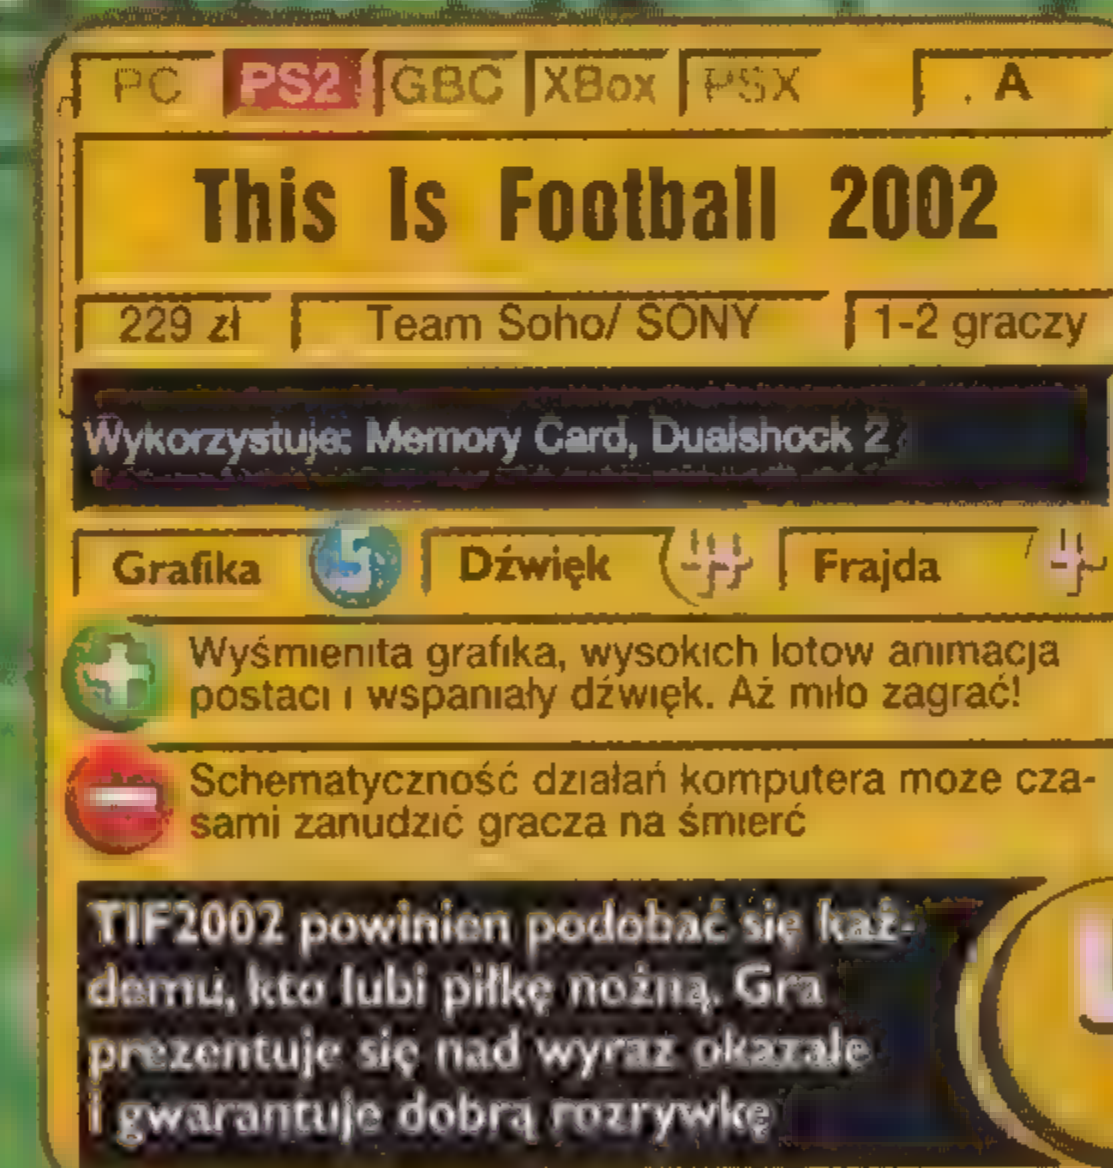 PC PS2 GBC XBox PSX A
This Is Football 2002
229 zł Team Soho/ SONY 1-2 graczy
Wykorzystuje: Memory Card, Dualshock 2
Grafika 5 Dźwięk Frajda
Wyśmienita grafika, wysokich lotow animacja
postaci i wspaniały dźwięk. Aż miło zagrać!
Schematyczność działań komputera moze cza-
sami zanudzić gracza na śmierć
TIF2002 powinien podobać się każ-
demu, kto lubi piłkę nożną. Gra
prezentuje się nad wyraz okazale
i gwarantuje dobrą rozrywkę